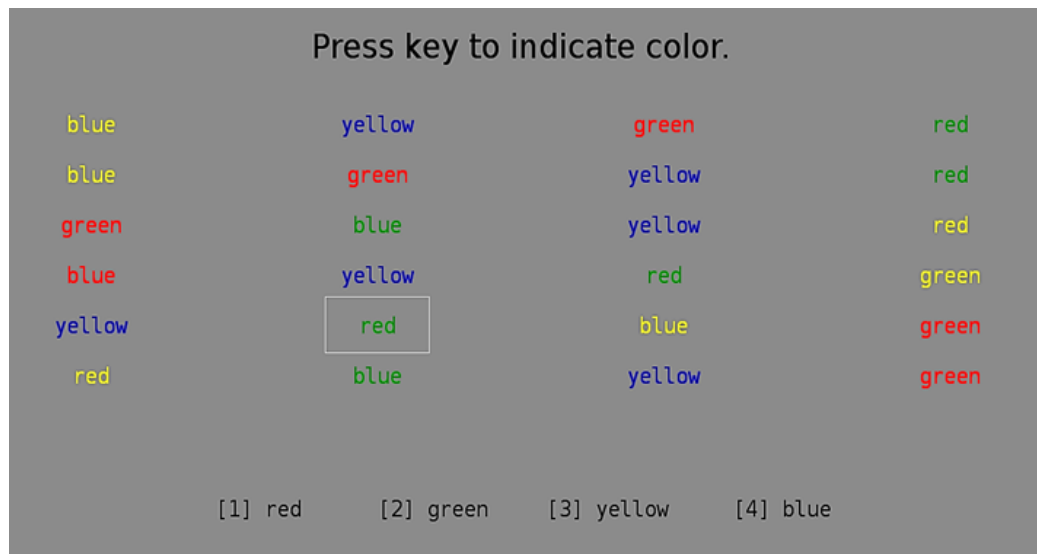 Press key to indicate color.
blue yellow green red
blue green yellow red
green blue yellow red
blue yellow red green
yellow red blue green
red blue yellow green
[1] red [2] green [3] yellow [4] blue